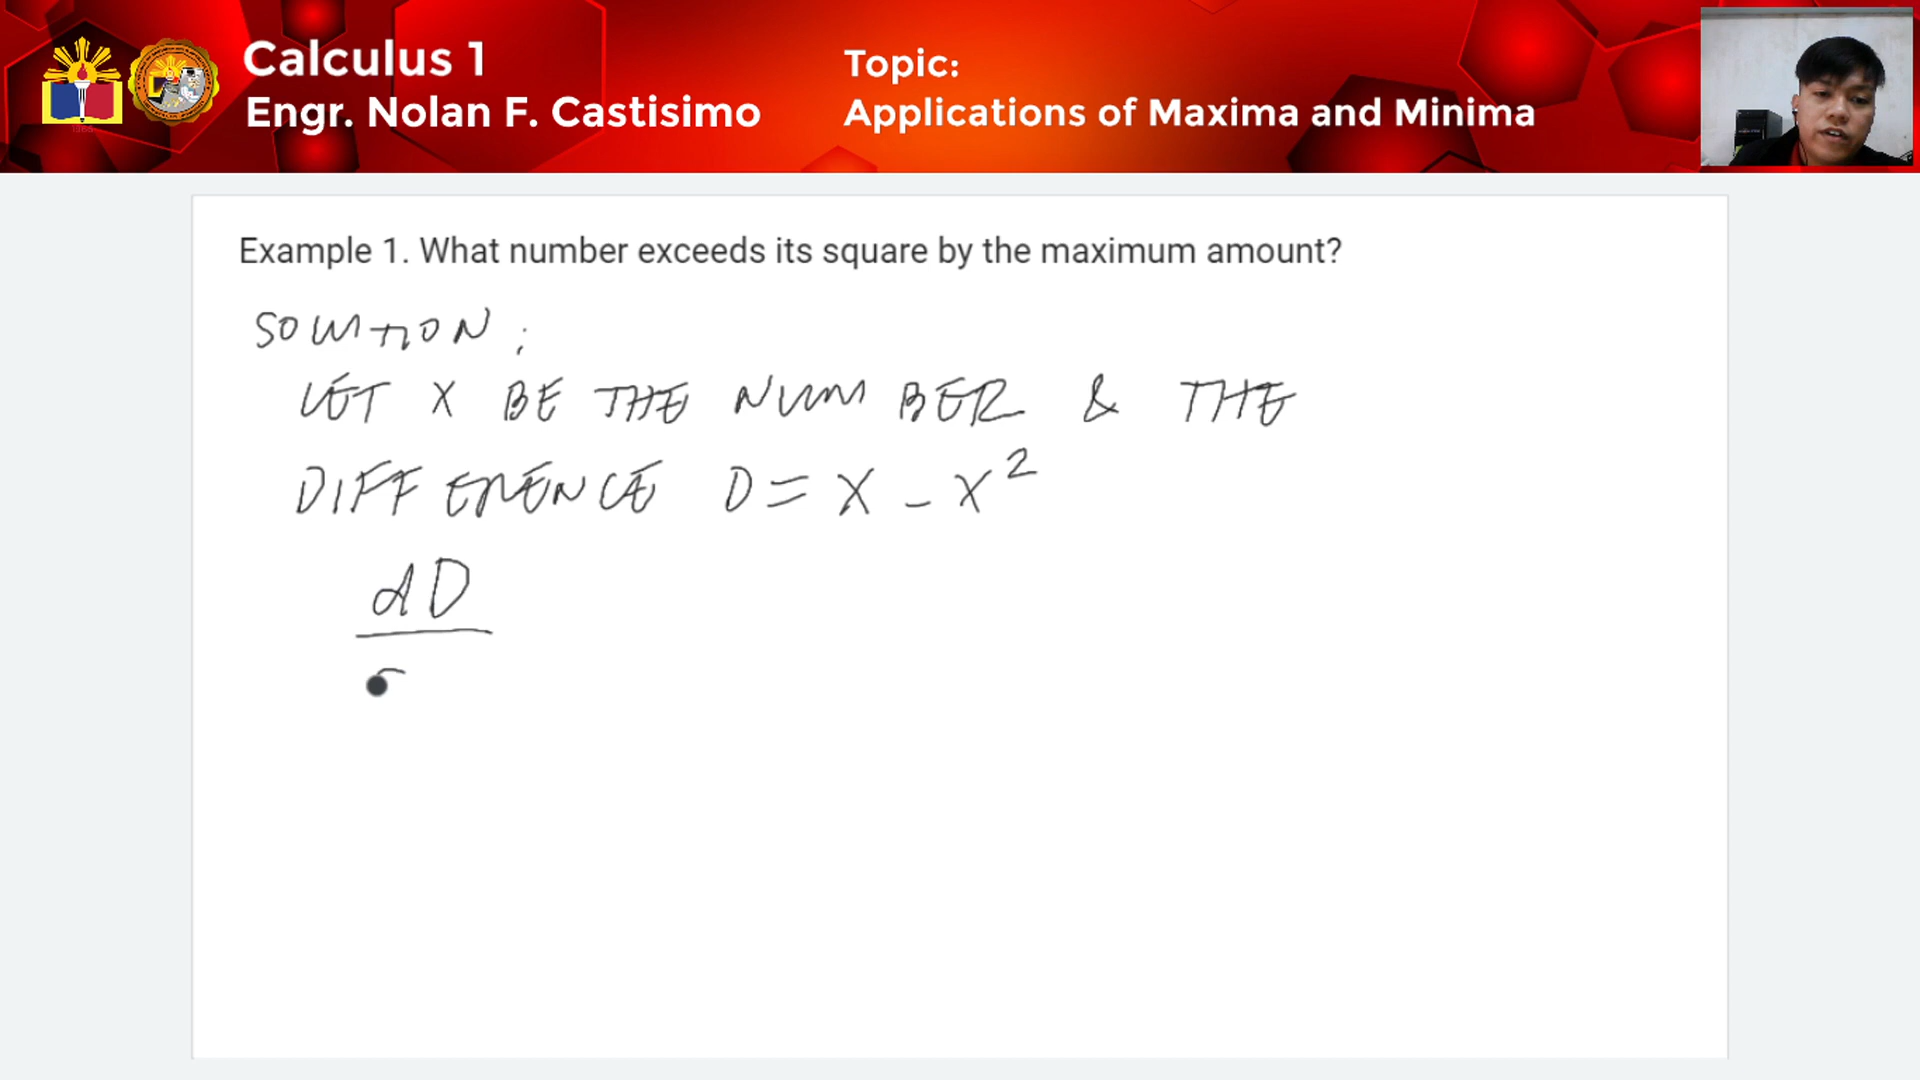 Calculus 1
Engr. Nolan F. Castisimo
Topic:
Applications of Maxima and Minima
Example 1. What number exceeds its square by the maximum amount?
SOLUTION:
LET X BE THE NUMBER & THE
DIFFERENCE D = X - X²
dD